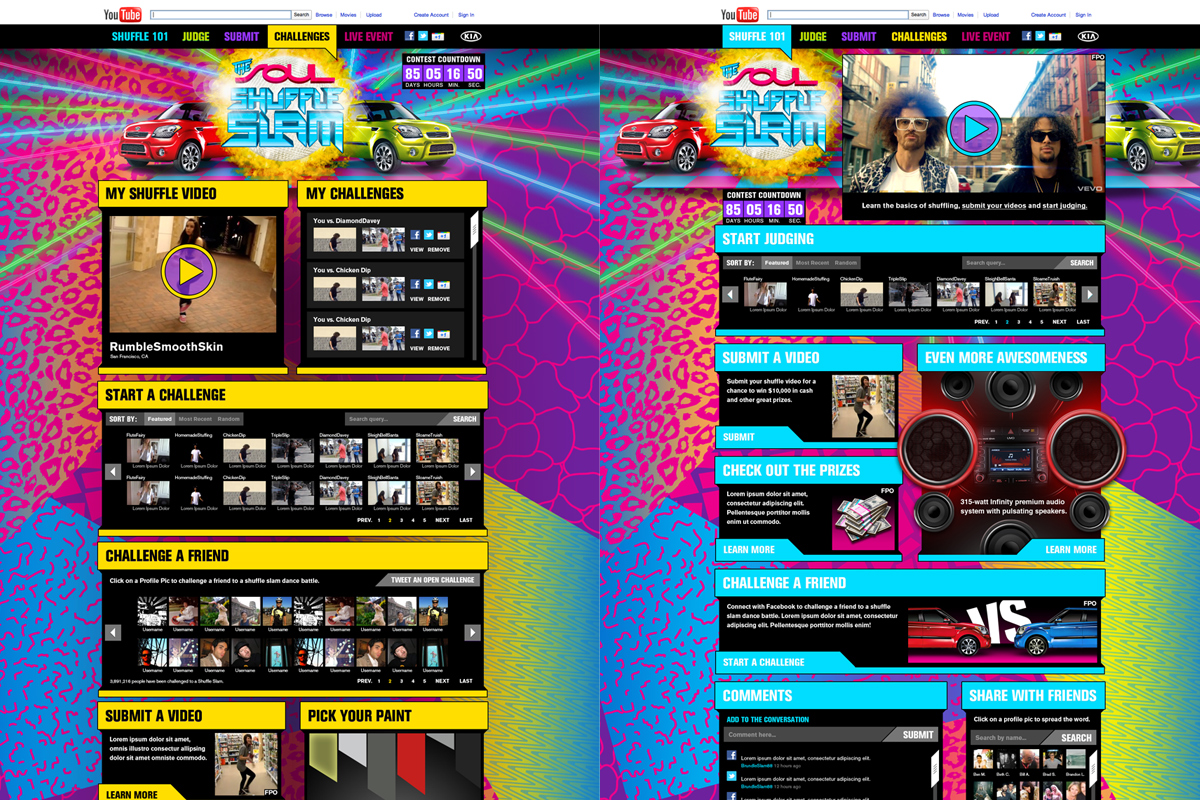 YouTube Search Browse Movies Upload Create Account Sign In
SHUFFLE 101 JUDGE SUBMIT CHALLENGES LIVE EVENT +1 KIA
THE SOUL
SHUFFLE
SLAM
CONTEST COUNTDOWN
85 05 16 50
DAYS HOURS MIN. SEC.
MY SHUFFLE VIDEO
RumbleSmoothSkin
San Francisco, CA
MY CHALLENGES
You vs. DiamondDavey
VIEW REMOVE
You vs. Chicken Dip
VIEW REMOVE
You vs. Chicken Dip
VIEW REMOVE
START A CHALLENGE
SORT BY: Featured Most Recent Random Search query... SEARCH
FluteFairy HomemadeStuffing ChickenDip TripleSlip DiamondDavey SleighBellSanta SloameTruish
Lorem Ipsum Dolor Lorem Ipsum Dolor Lorem Ipsum Dolor Lorem Ipsum Dolor Lorem Ipsum Dolor Lorem Ipsum Dolor Lorem Ipsum Dolor
FluteFairy HomemadeStuffing ChickenDip TripleSlip DiamondDavey SleighBellSanta SloameTruish
Lorem Ipsum Dolor Lorem Ipsum Dolor Lorem Ipsum Dolor Lorem Ipsum Dolor Lorem Ipsum Dolor Lorem Ipsum Dolor Lorem Ipsum Dolor
PREV. 1 2 3 4 5 NEXT LAST
CHALLENGE A FRIEND
Click on a Profile Pic to challenge a friend to a shuffle slam dance battle. TWEET AN OPEN CHALLENGE
Username Username Username Username Username Username Username Username Username Username
Username Username Username Username Username Username Username Username Username Username
3,891,216 people have been challenged to a Shuffle Slam. PREV. 1 2 3 4 5 NEXT LAST
SUBMIT A VIDEO
Lorem ipsum dolor sit amet,
omnis illustro consectur allipsing
dolor sit amet omniste commodo.
FPO
LEARN MORE
PICK YOUR PAINT
YouTube Search Browse Movies Upload Create Account Sign In
SHUFFLE 101 JUDGE SUBMIT CHALLENGES LIVE EVENT +1 KIA
THE SOUL
SHUFFLE
SLAM
FPO
VEVO
Learn the basics of shuffling, submit your videos and start judging.
CONTEST COUNTDOWN
85 05 16 50
DAYS HOURS MIN. SEC.
START JUDGING
SORT BY: Featured Most Recent Random Search query... SEARCH
FluteFairy HomemadeStuffing ChickenDip TripleSlip DiamondDavey SleighBellSanta SloameTruish
Lorem Ipsum Dolor Lorem Ipsum Dolor Lorem Ipsum Dolor Lorem Ipsum Dolor Lorem Ipsum Dolor Lorem Ipsum Dolor Lorem Ipsum Dolor
PREV. 1 2 3 4 5 NEXT LAST
SUBMIT A VIDEO
Submit your shuffle video for a
chance to win $10,000 in cash
and other great prizes.
SUBMIT
EVEN MORE AWESOMENESS
315-watt Infinity premium audio
system with pulsating speakers.
LEARN MORE
CHECK OUT THE PRIZES
Lorem ipsum dolor sit amet,
consectetur adipiscing elit.
Pellentesque porttitor mollis
enim ut commodo.
FPO
LEARN MORE
CHALLENGE A FRIEND
Connect with Facebook to challenge a friend to a shuffle
slam dance battle. Lorem ipsum dolor sit amet, consectetur
adipiscing elit. Pellentesque porttitor mollis enim!
VS
FPO
START A CHALLENGE
COMMENTS
ADD TO THE CONVERSATION
Comment here... SUBMIT
Lorem ipsum dolor sit amet, consectetur adipiscing elit.
BrundleSlam88 12 hours ago
Lorem ipsum dolor sit amet, consectetur adipiscing elit.
BrundleSlam88 12 hours ago
Lorem ipsum dolor sit amet, consectetur adipiscing elit.
SHARE WITH FRIENDS
Click on a profile pic to spread the word.
Search by name... SEARCH
Ben M. Beth C. Bill A. Brad S. Brandon L.